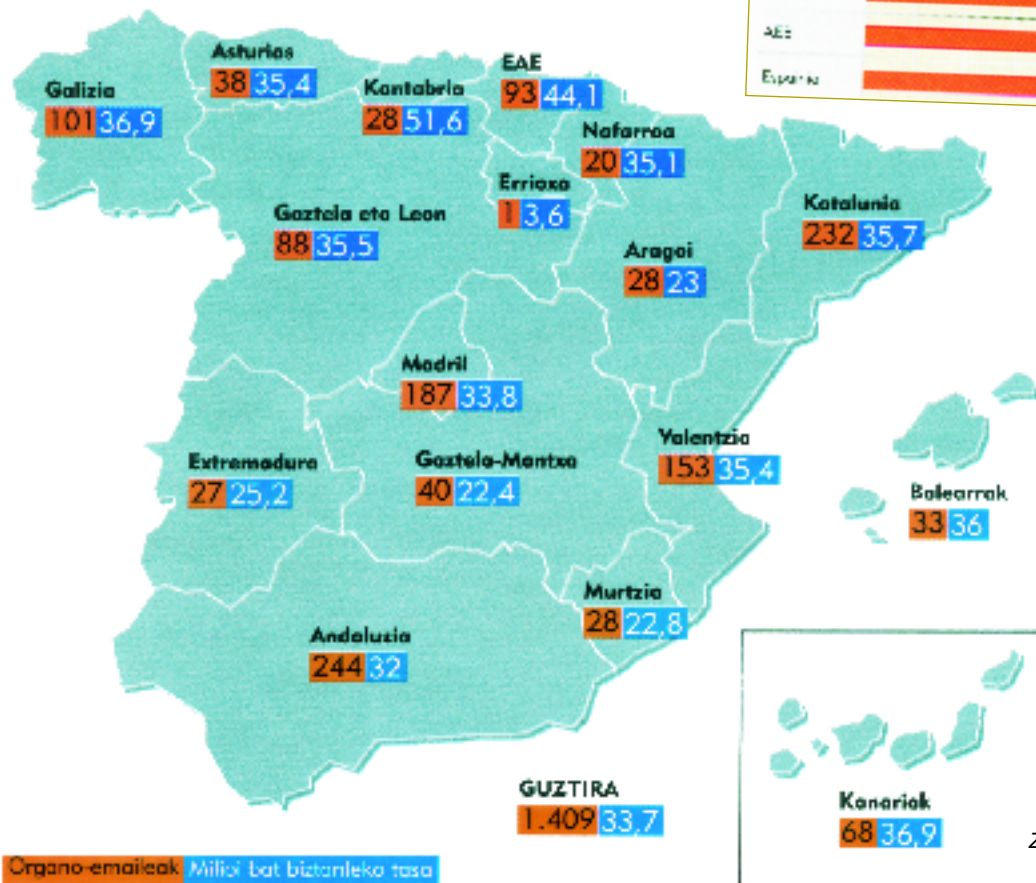 AEB
Espainia
Asturias
38 35,4
Galizia
101 36,9
Kantabria
28 51,6
EAE
93 44,1
Nafarroa
20 35,1
Errioxa
1 3,6
Gaztela eta Leon
88 35,5
Katalunia
232 35,7
Aragoi
28 23
Madril
187 33,8
Valentzia
153 35,4
Extremadura
27 25,2
Gaztela-Mantxa
40 22,4
Balearrak
33 36
Murtzia
28 22,8
Andaluzia
244 32
GUZTIRA
1.409 33,7
Kanariak
68 36,9
Z
Organo-emaileak Milioi bat biztanleko tasa